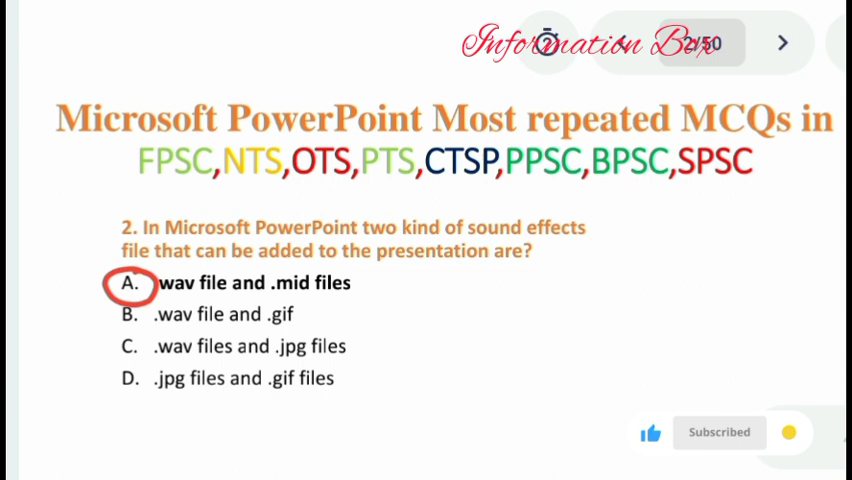 Information Box
2/50
Microsoft PowerPoint Most repeated MCQs in
FPSC,NTS,OTS,PTS,CTSP,PPSC,BPSC,SPSC
2. In Microsoft PowerPoint two kind of sound effects
file that can be added to the presentation are?
A. .wav file and .mid files
B. .wav file and .gif
C. .wav files and .jpg files
D. .jpg files and .gif files
Subscribed